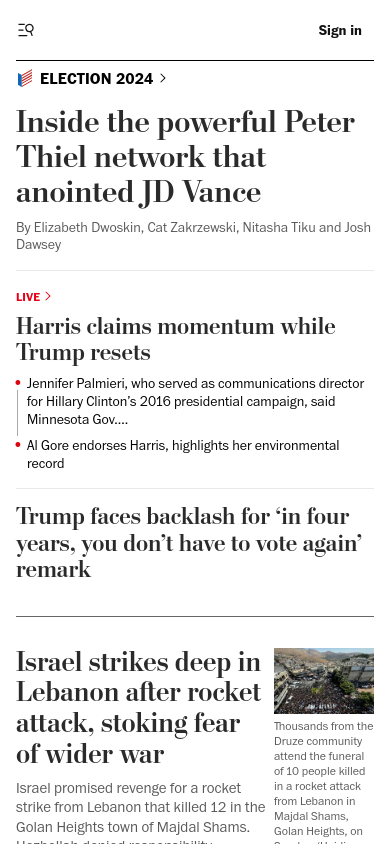 Sign in
ELECTION 2024
Inside the powerful Peter
Thiel network that
anointed JD Vance
By Elizabeth Dwoskin, Cat Zakrzewski, Nitasha Tiku and Josh
Dawsey
LIVE
Harris claims momentum while
Trump resets
Jennifer Palmieri, who served as communications director
for Hillary Clinton’s 2016 presidential campaign, said
Minnesota Gov....
Al Gore endorses Harris, highlights her environmental
record
Trump faces backlash for ‘in four
years, you don’t have to vote again’
remark
Israel strikes deep in
Lebanon after rocket
attack, stoking fear
of wider war
Israel promised revenge for a rocket
strike from Lebanon that killed 12 in the
Golan Heights town of Majdal Shams.
Thousands from the
Druze community
attend the funeral
of 10 people killed
in a rocket attack
from Lebanon in
Majdal Shams,
Golan Heights, on